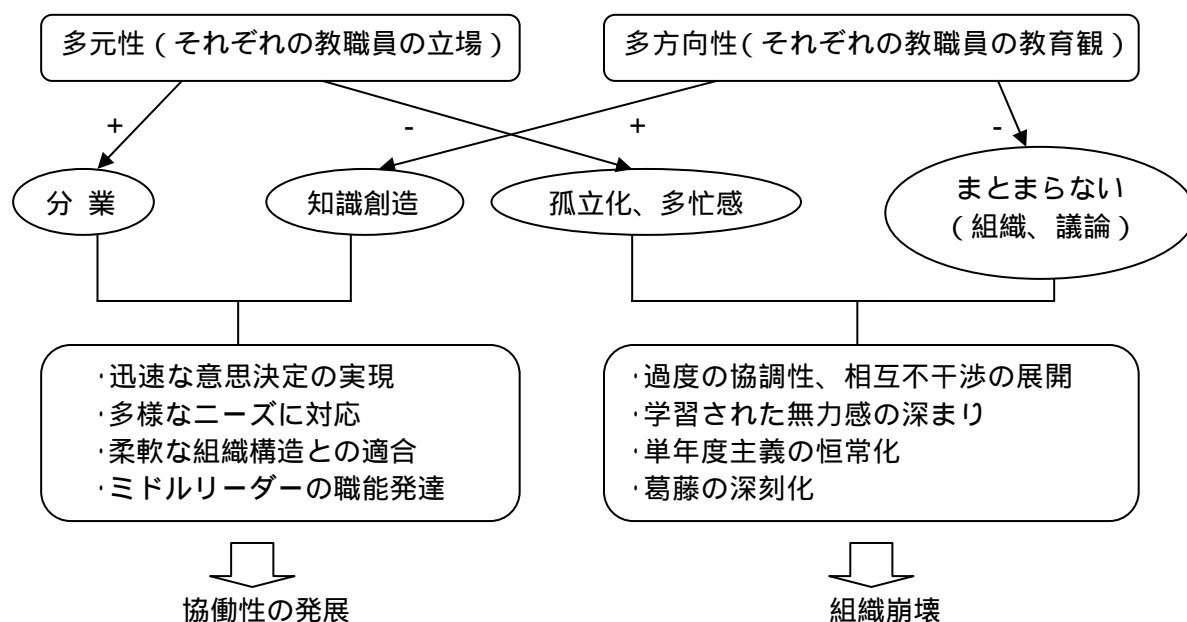 多元性（それぞれの教職員の立場）
多方向性（それぞれの教職員の教育観）
+
-
+
-
分 業
知識創造
孤立化、多忙感
まとまらない
（組織、議論）
・迅速な意思決定の実現
・多様なニーズに対応
・柔軟な組織構造との適合
・ミドルリーダーの職能発達
・過度の協調性、相互不干渉の展開
・学習された無力感の深まり
・単年度主義の恒常化
・葛藤の深刻化
協働性の発展
組織崩壊